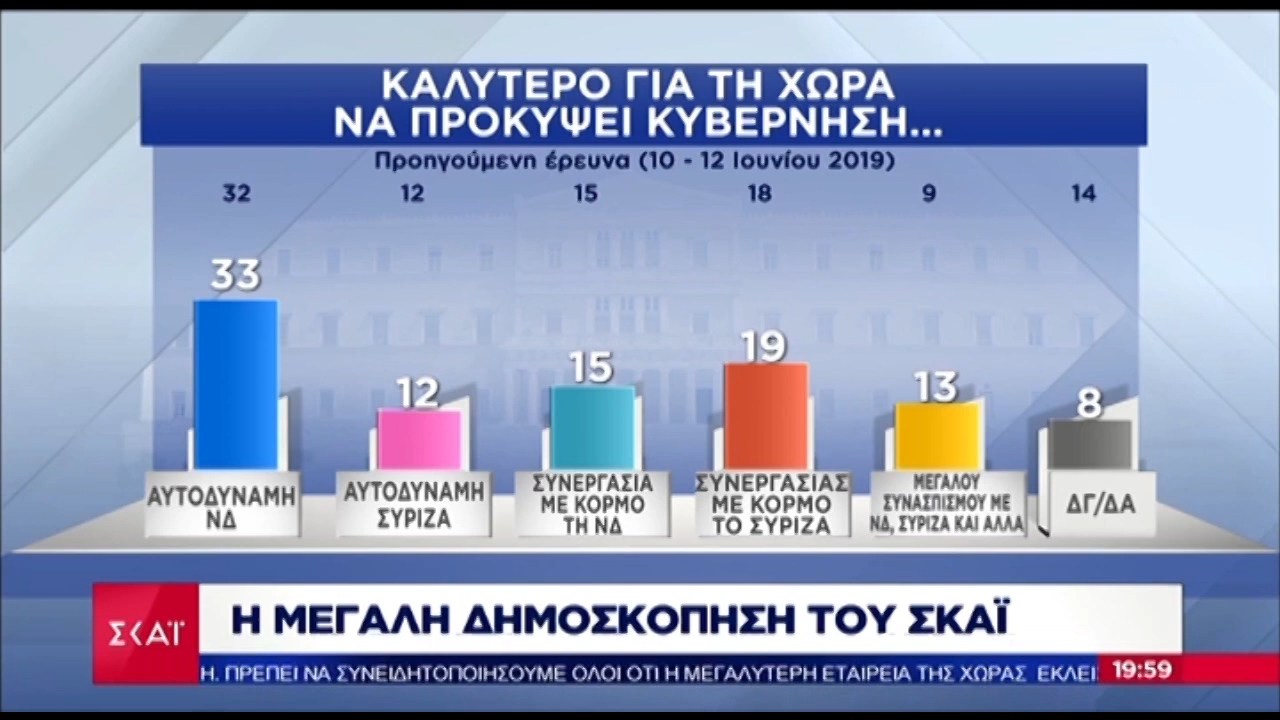 ΚΑΛΥΤΕΡΟ ΓΙΑ ΤΗ ΧΩΡΑ
ΝΑ ΠΡΟΚΥΨΕΙ ΚΥΒΕΡΝΗΣΗ...
Προηγούμενη έρευνα (10 - 12 Ιουνίου 2019)
32 12 15 18 9 14
33 12 15 19 13 8
ΑΥΤΟΔΥΝΑΜΗ
ΝΔ
ΑΥΤΟΔΥΝΑΜΗ
ΣΥΡΙΖΑ
ΣΥΝΕΡΓΑΣΙΑ
ΜΕ ΚΟΡΜΟ
ΤΗ ΝΔ
ΣΥΝΕΡΓΑΣΙΑΣ
ΜΕ ΚΟΡΜΟ
ΤΟ ΣΥΡΙΖΑ
ΜΕΓΑΛΟΥ
ΣΥΝΑΣΠΙΣΜΟΥ ΜΕ
ΝΔ, ΣΥΡΙΖΑ ΚΑΙ ΑΛΛΑ
ΔΓ/ΔΑ
ΣΚΑΪ
Η ΜΕΓΑΛΗ ΔΗΜΟΣΚΟΠΗΣΗ ΤΟΥ ΣΚΑΪ
Η. ΠΡΕΠΕΙ ΝΑ ΣΥΝΕΙΔΗΤΟΠΟΙΗΣΟΥΜΕ ΟΛΟΙ ΟΤΙ Η ΜΕΓΑΛΥΤΕΡΗ ΕΤΑΙΡΕΙΑ ΤΗΣ ΧΩΡΑΣ ΕΚΛΕΙ
19:59